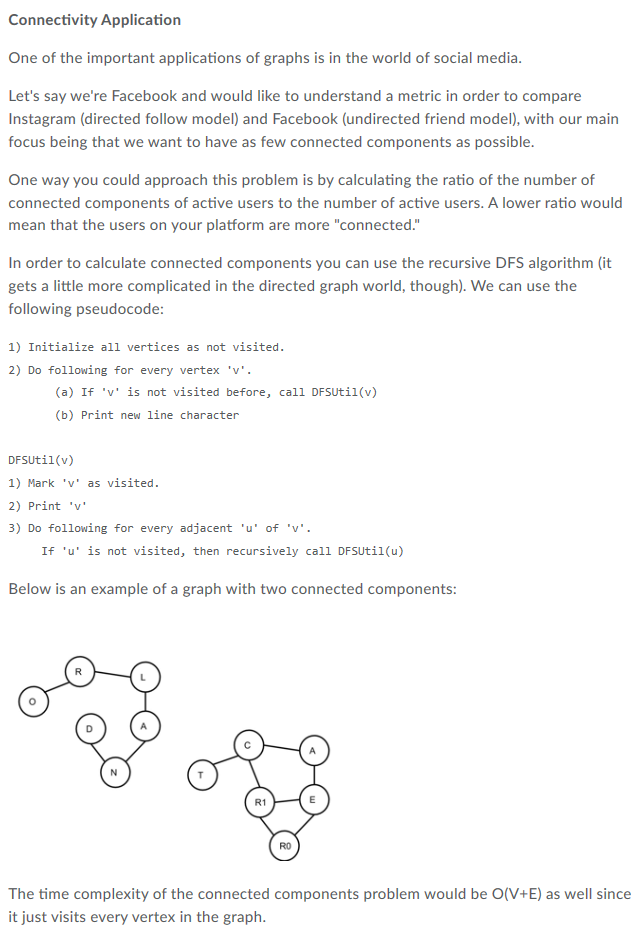 Connectivity Application
One of the important applications of graphs is in the world of social media.
Let's say we're Facebook and would like to understand a metric in order to compare
Instagram (directed follow model) and Facebook (undirected friend model), with our main
focus being that we want to have as few connected components as possible.
One way you could approach this problem is by calculating the ratio of the number of
connected components of active users to the number of active users. A lower ratio would
mean that the users on your platform are more "connected."
In order to calculate connected components you can use the recursive DFS algorithm (it
gets a little more complicated in the directed graph world, though). We can use the
following pseudocode:
1) Initialize all vertices as not visited.
2) Do following for every vertex 'v'.
(a) If 'v' is not visited before, call DFSUtil(v)
(b) Print new line character
DFSUtil(v)
1) Mark 'v' as visited.
2) Print 'v'
3) Do following for every adjacent 'u' of 'v'.
If 'u' is not visited, then recursively call DFSUtil(u)
Below is an example of a graph with two connected components:
R
L
O
D
A
N
C
A
T
R1
E
R0
The time complexity of the connected components problem would be O(V+E) as well since
it just visits every vertex in the graph.